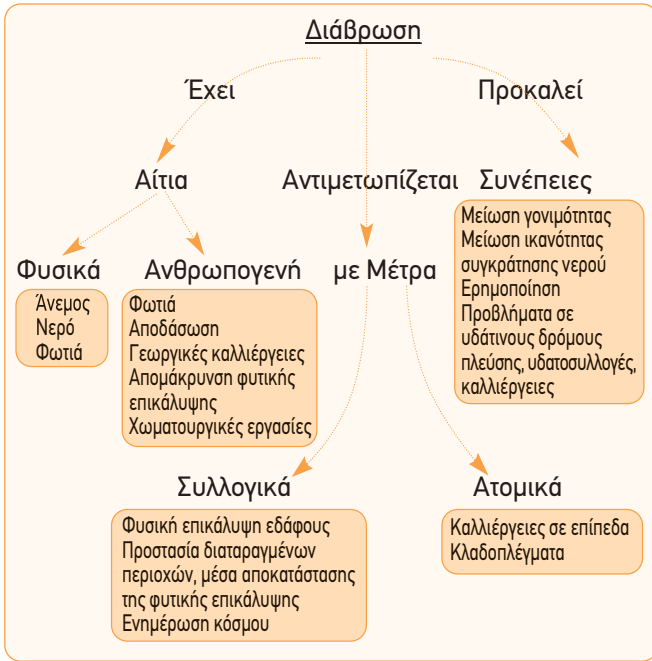 Διάβρωση
Έχει
Προκαλεί
Αίτια
Αντιμετωπίζεται
Συνέπειες
Φυσικά
Ανθρωπογενή
με Μέτρα
Μείωση γονιμότητας
Μείωση ικανότητας
συγκράτησης νερού
Ερημοποίηση
Προβλήματα σε
υδάτινους δρόμους
πλεύσης, υδατοσυλλογές,
καλλιέργειες
Άνεμος
Νερό
Φωτιά
Φωτιά
Αποδάσωση
Γεωργικές καλλιέργειες
Απομάκρυνση φυτικής
επικάλυψης
Χωματουργικές εργασίες
Συλλογικά
Ατομικά
Φυσική επικάλυψη εδάφους
Προστασία διαταραγμένων
περιοχών, μέσα αποκατάστασης
της φυτικής επικάλυψης
Ενημέρωση κόσμου
Καλλιέργειες σε επίπεδα
Κλαδοπλέγματα